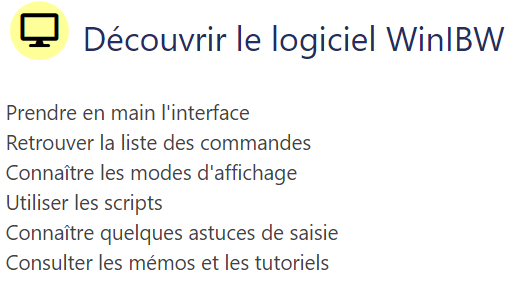 Découvrir le logiciel WinIBW
Prendre en main l'interface
Retrouver la liste des commandes
Connaître les modes d'affichage
Utiliser les scripts
Connaître quelques astuces de saisie
Consulter les mémos et les tutoriels